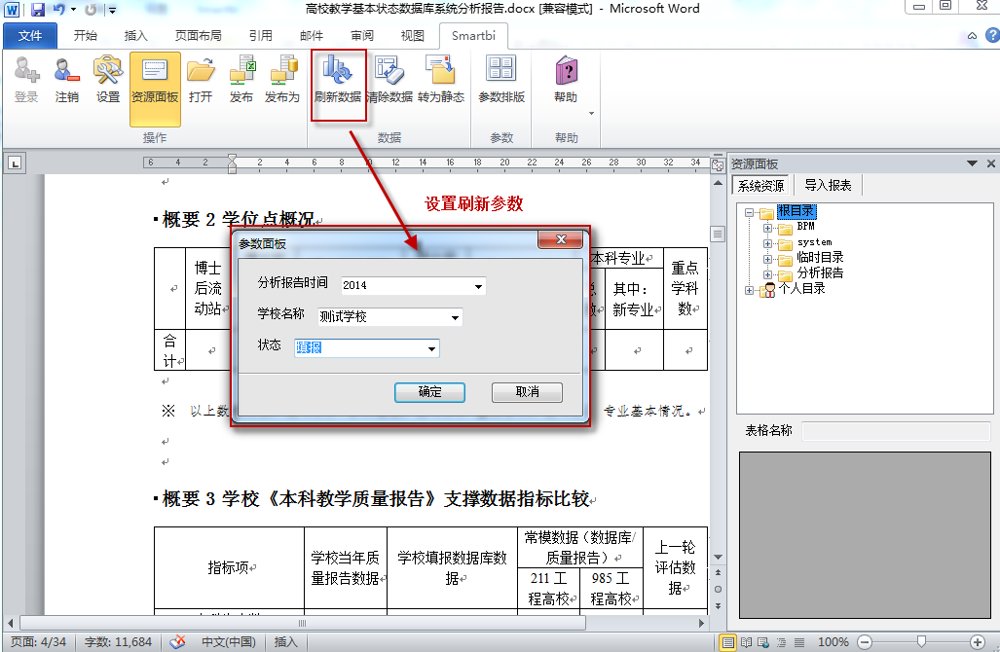 高校教学基本状态数据库系统分析报告.docx [兼容模式] - Microsoft Word
文件 开始 插入 页面布局 引用 邮件 审阅 视图 Smartbi
登录 注销 设置 资源面板 打开 发布 发布为 刷新数据 清除数据 转为静态 参数排版 帮助
操作 数据 参数 帮助
6 4 2 2 4 6 8 10 12 14 16 18 20 22 24 26 28 30 32 34
资源面板
系统资源 导入报表
根目录
BPM
system
临时目录
分析报告
个人目录
表格名称
设置刷新参数
概要 2 学位点概况
博士后流动站
本科专业
其中:新专业
重点学科数
合计
参数面板
分析报告时间 2014
学校名称 测试学校
状态 填报
确定 取消
※ 以上数
专业基本情况。
概要 3 学校《本科教学质量报告》支撑数据指标比较
指标项
学校当年质量报告数据
学校填报数据库数据
常模数据（数据库/质量报告）
211 工程高校
985 工程高校
上一轮评估数据
页面: 4/34 字数: 11,684 中文(中国) 插入 100%